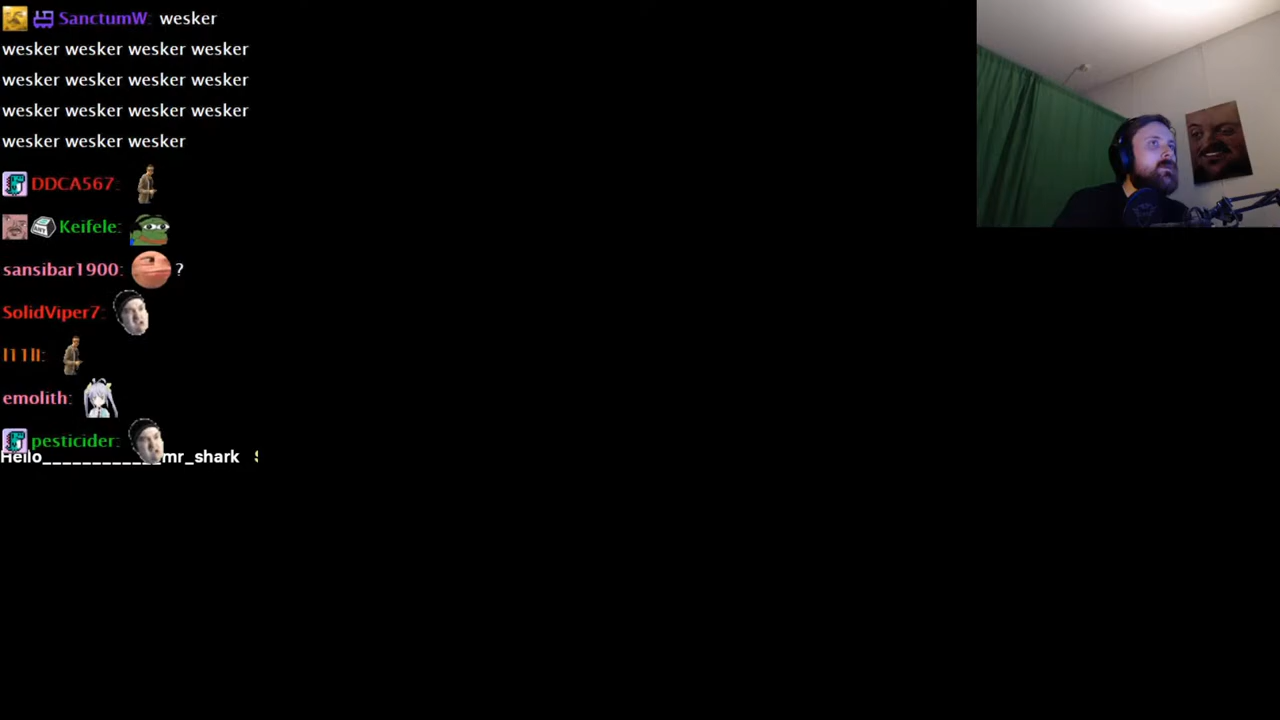 SanctumW: wesker
wesker wesker wesker wesker
wesker wesker wesker wesker
wesker wesker wesker wesker
wesker wesker wesker
DDCA567:
Keifele:
sansibar1900: ?
SolidViper7:
emolith:
pesticider:
Hello____________mr_shark